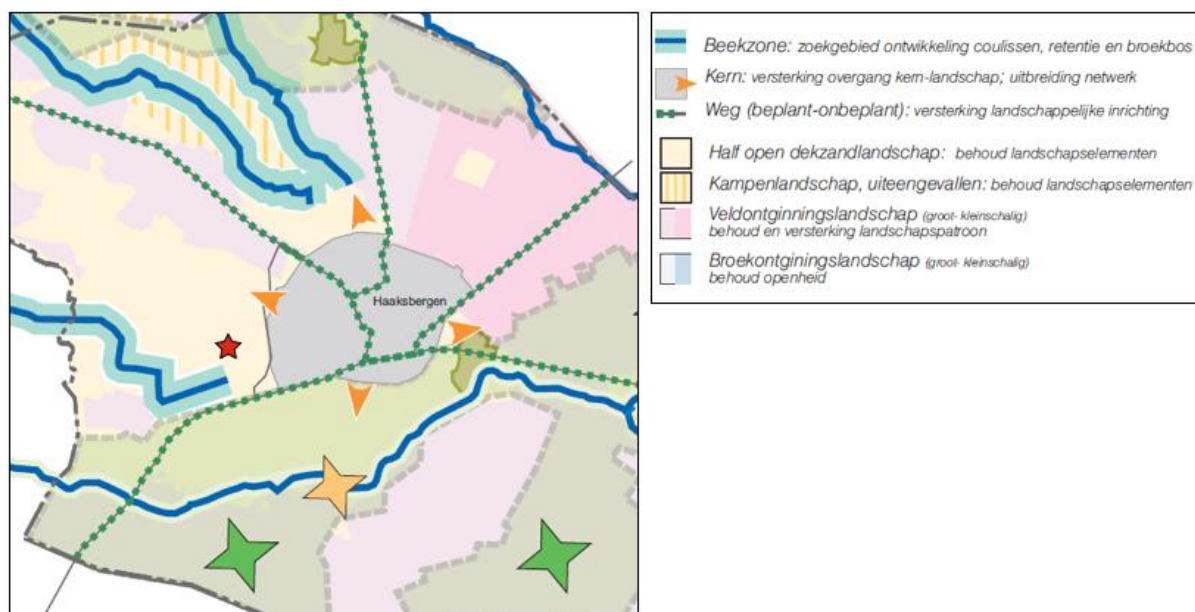 Haaksbergen
Beekzone: zoekgebied ontwikkeling coulissen, retentie en broekbos
Kern: versterking overgang kern-landschap; uitbreiding netwerk
Weg (beplant-onbeplant): versterking landschappelijke inrichting
Half open dekzandlandschap: behoud landschapselementen
Kampenlandschap, uiteengevallen: behoud landschapselementen
Veldontginningslandschap (groot- kleinschalig)
behoud en versterking landschapspatroon
Broekontginingslandschap (groot- kleinschalig)
behoud openheid